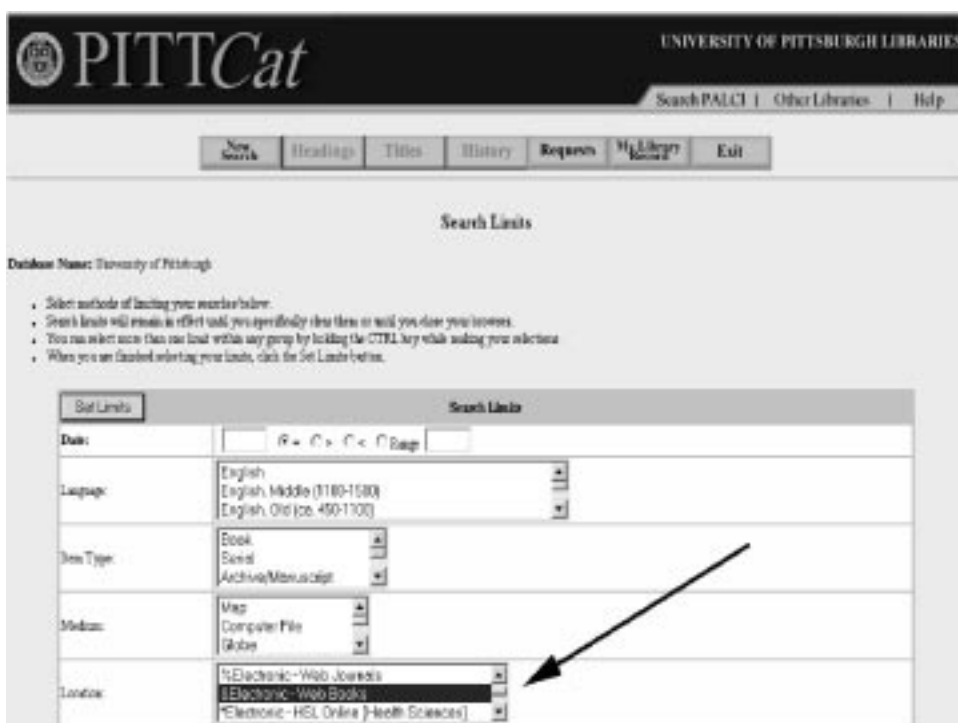 PITTCat
UNIVERSITY OF PITTSBURGH LIBRARIES
Search PALCI | Other Libraries | Help
New Search Headings Titles History Requests My Library Record Exit
Search Limits
Database Name: University of Pittsburgh
Select methods of limiting your searches below.
Search limits will remain in effect until you specifically clear them or until you close your browser.
You can select more than one limit within any group by holding the CTRL key while making your selections
When you are finished selecting your limits, click the Set Limits button.
Set Limits Search Limits
Date: = > < Range
Language: English
English, Middle (1100-1500)
English, Old (ca. 450-1100)
Item Type: Book
Serial
Archive/Manuscript
Medium: Map
Computer File
Globe
Location: %Electronic - Web Journals
Electronic - Web Books
*Electronic - HSL Online [Health Sciences]